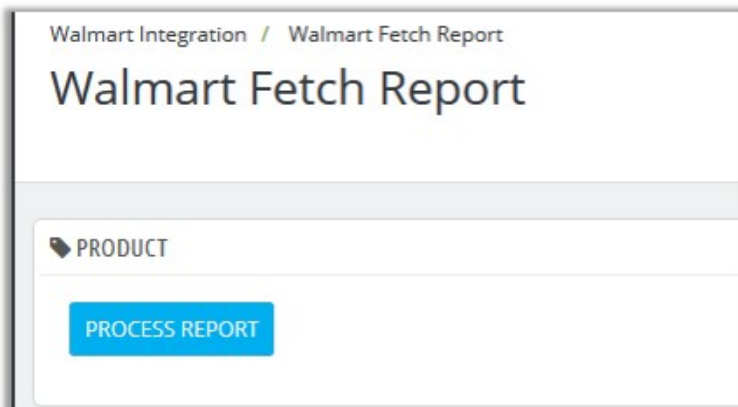 Walmart Integration / Walmart Fetch Report
Walmart Fetch Report
PRODUCT
PROCESS REPORT